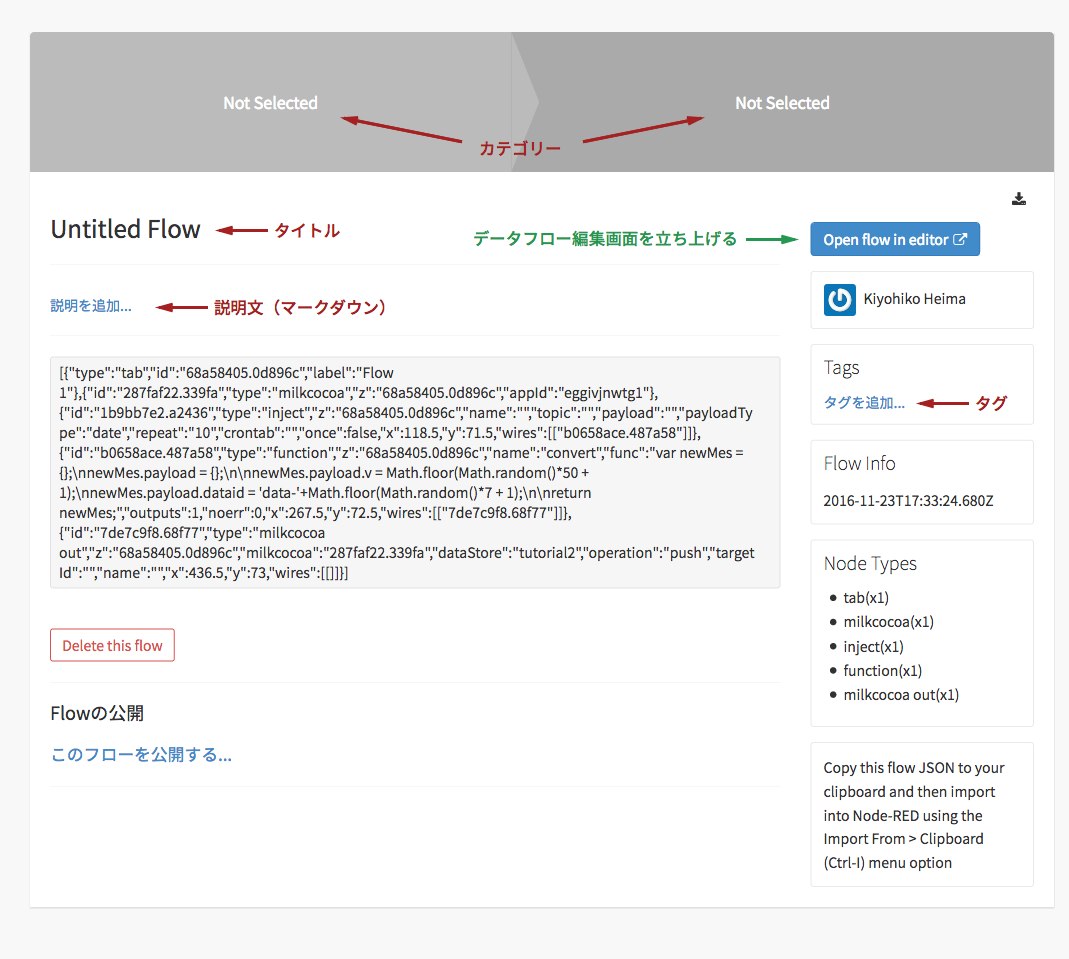 Not Selected
Not Selected
カテゴリー
Untitled Flow
タイトル
データフロー編集画面を立ち上げる
Open flow in editor
説明を追加...
説明文（マークダウン）
Kiyohiko Heima
[{"type":"tab","id":"68a58405.0d896c","label":"Flow
1"},{"id":"287faf22.339fa","type":"milkcocoa","z":"68a58405.0d896c","appId":"eggivjnwtg1"},
{"id":"1b9bb7e2.a2436","type":"inject","z":"68a58405.0d896c","name":"","topic":"","payload":"","payloadTy
pe":"date","repeat":"10","crontab":"","once":false,"x":118.5,"y":71.5,"wires":[["b0658ace.487a58"]]},
{"id":"b0658ace.487a58","type":"function","z":"68a58405.0d896c","name":"convert","func":"var newMes =
{};\nnewMes.payload = {};\n\nnewMes.payload.v = Math.floor(Math.random()*50 +
1);\nnewMes.payload.dataid = 'data-'+Math.floor(Math.random()*7 + 1);\n\nreturn
newMes;","outputs":1,"noerr":0,"x":267.5,"y":72.5,"wires":[["7de7c9f8.68f77"]]},
{"id":"7de7c9f8.68f77","type":"milkcocoa
out","z":"68a58405.0d896c","milkcocoa":"287faf22.339fa","dataStore":"tutorial2","operation":"push","target
Id":"","name":"","x":436.5,"y":73,"wires":[[]]}]
Delete this flow
Flowの公開
このフローを公開する...
Tags
タグを追加...
タグ
Flow Info
2016-11-23T17:33:24.680Z
Node Types
tab(x1)
milkcocoa(x1)
inject(x1)
function(x1)
milkcocoa out(x1)
Copy this flow JSON to your
clipboard and then import
into Node-RED using the
Import From > Clipboard
(Ctrl-I) menu option